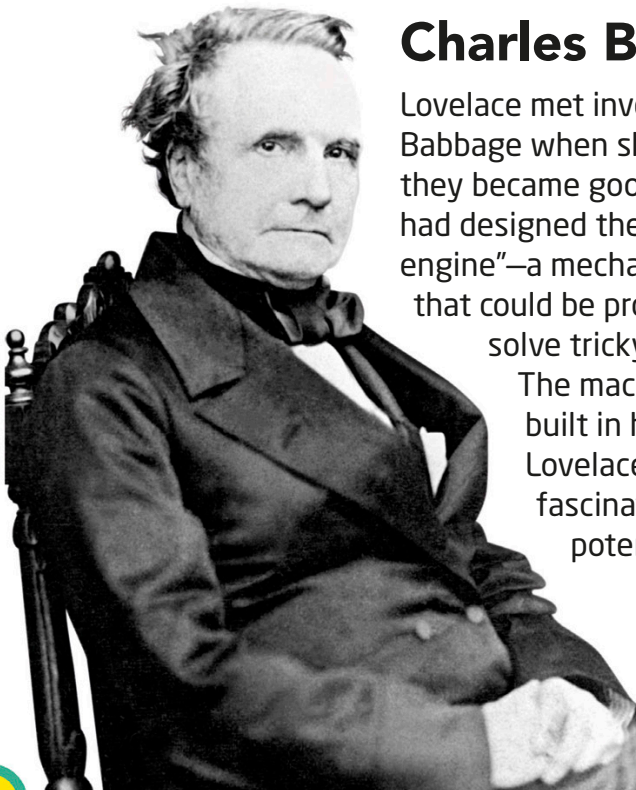 Charles B
Lovelace met inve
Babbage when sh
they became goo
had designed the
engine"—a mecha
that could be pro
solve tricky
The mac
built in h
Lovelace
fascina
poten